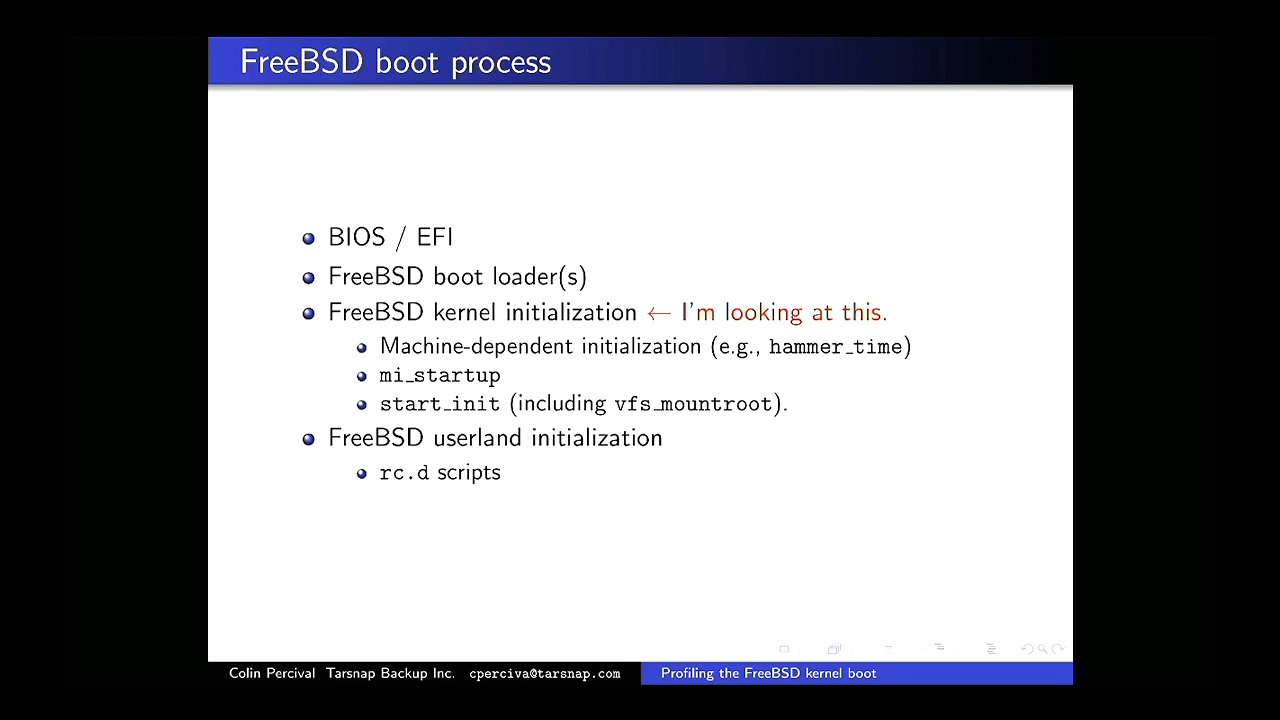 FreeBSD boot process
BIOS / EFI
FreeBSD boot loader(s)
FreeBSD kernel initialization ← I'm looking at this.
Machine-dependent initialization (e.g., hammer_time)
mi_startup
start_init (including vfs_mountroot).
FreeBSD userland initialization
rc.d scripts
Colin Percival Tarsnap Backup Inc. cperciva@tarsnap.com Profiling the FreeBSD kernel boot